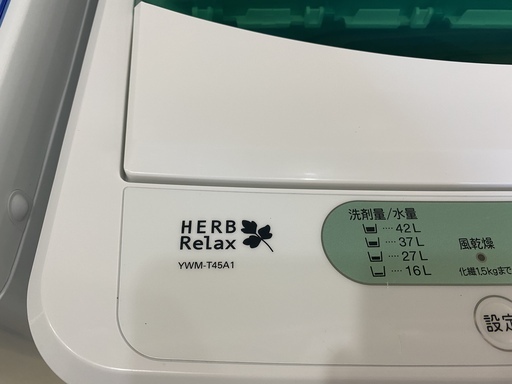 HERB
Relax
YWM-T45A1
洗剤量/水量
....42L
....37L
....27L
....16L
風乾燥
化繊1.5kgまで
設定